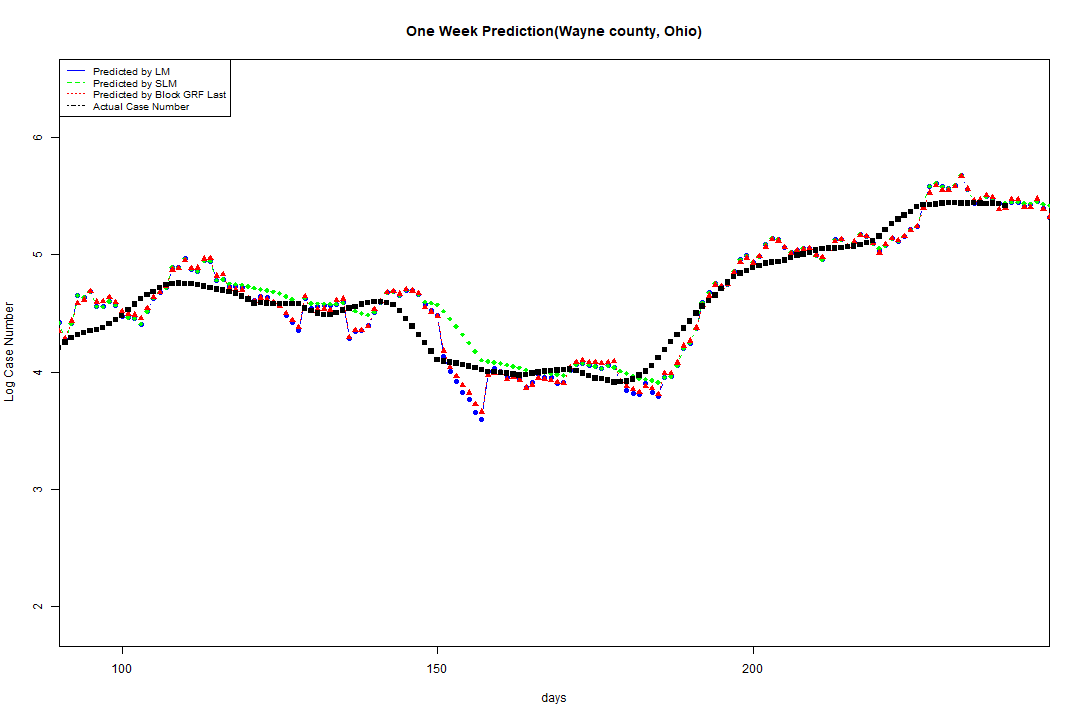 One Week Prediction(Wayne county, Ohio)
Predicted by LM
Predicted by SLM
Predicted by Block GRF Last
Actual Case Number
6
5
4
3
2
Log Case Number
100 150 200
days